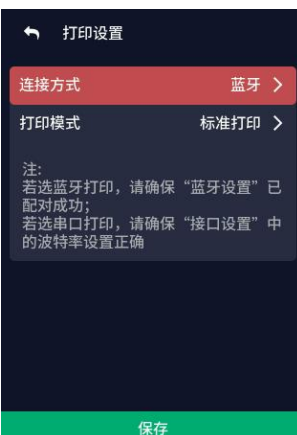 打印设置
连接方式 蓝牙
打印模式 标准打印
注:
若选蓝牙打印，请确保“蓝牙设置”已
配对成功；
若选串口打印，请确保“接口设置”中
的波特率设置正确
保存